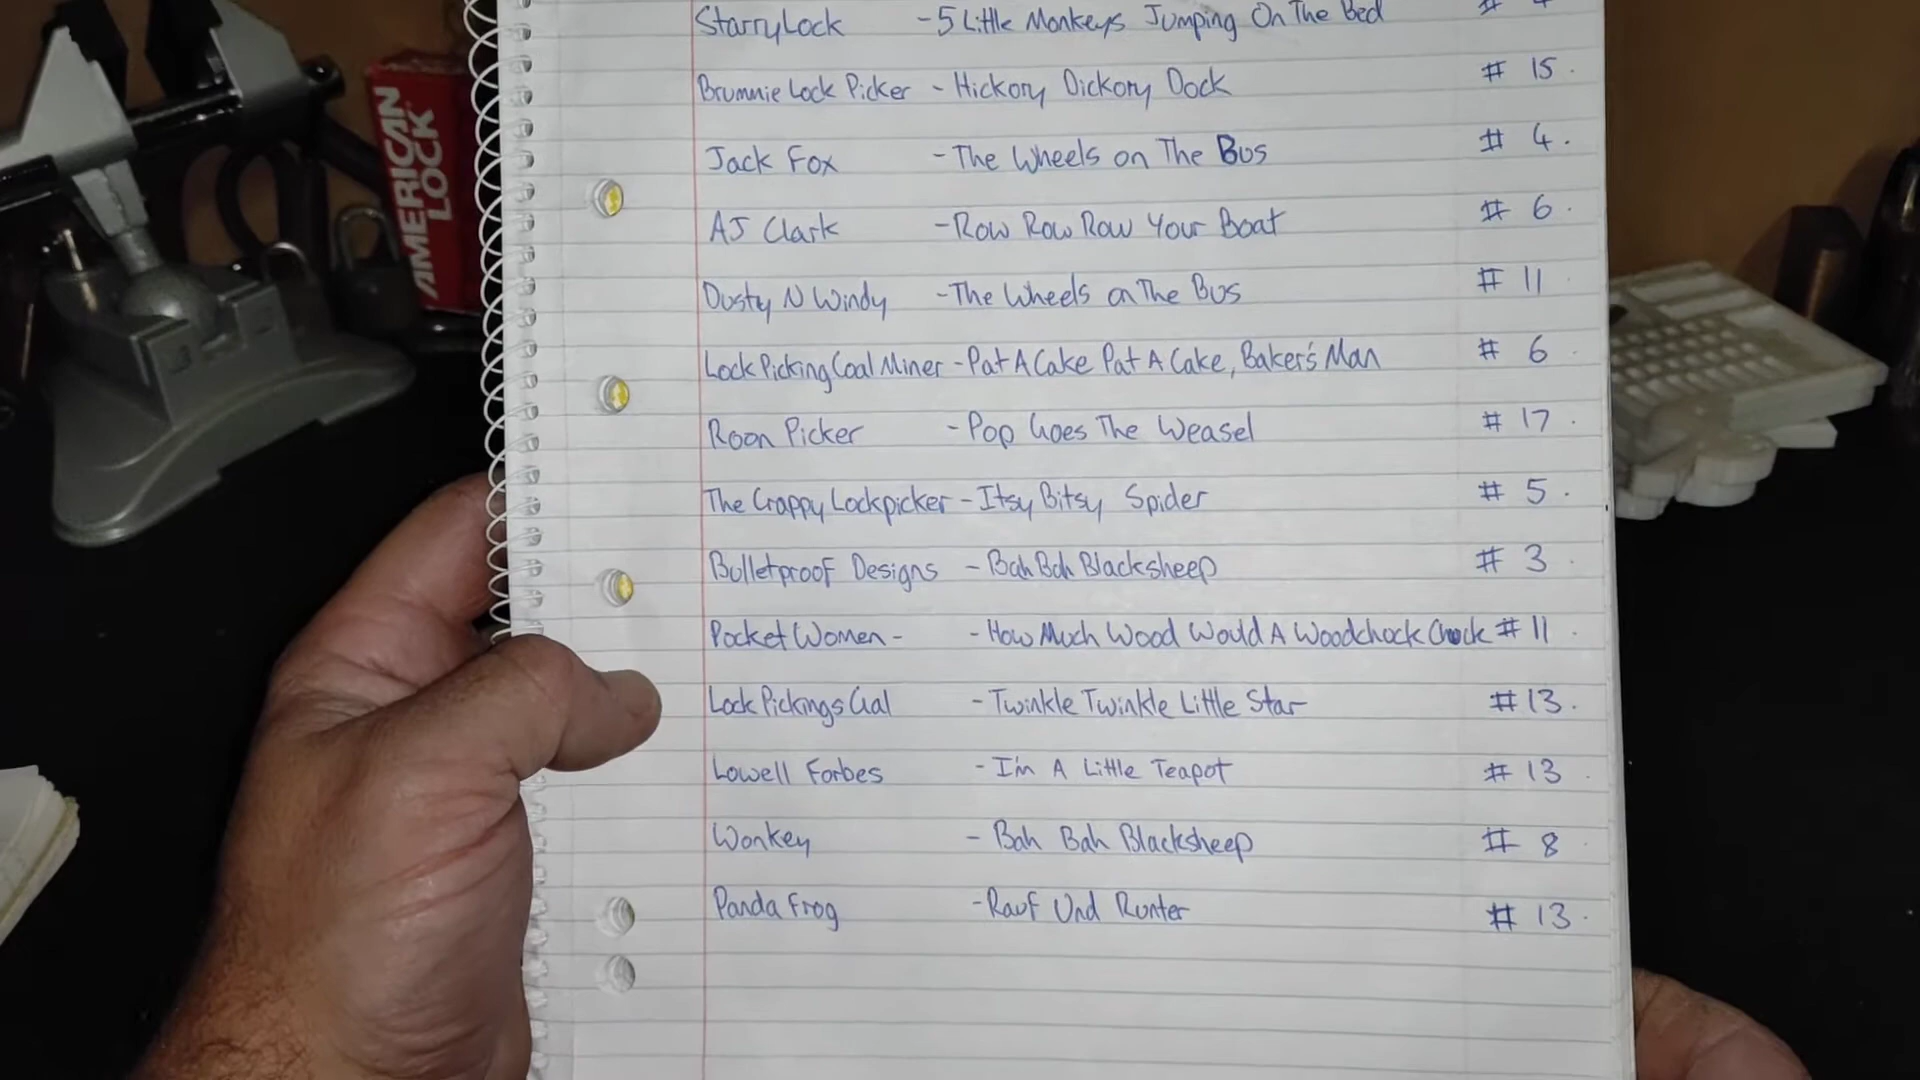 StarryLock - 5 Little Monkeys Jumping On The Bed #
Brummie Lock Picker - Hickory Dickory Dock # 15.
Jack Fox - The Wheels on The Bus # 4.
AJ Clark - Row Row Row Your Boat # 6.
Dusty N Windy - The Wheels on The Bus # 11
Lock Picking Coal Miner - Pat A Cake Pat A Cake, Baker's Man # 6
Roon Picker - Pop Goes The Weasel # 17.
The Crappy Lockpicker - Itsy Bitsy Spider # 5.
Bulletproof Designs - Bah Bah Blacksheep # 3
Pocket Women - - How Much Wood Would A Woodchock Chock # 11.
Lock Pickings Gal - Twinkle Twinkle Little Star # 13.
Lowell Forbes - I'm A Little Teapot # 13.
Wonkey - Bah Bah Blacksheep # 8
Panda Frog - Rauf Und Runter # 13.
AMERICAN
LOCK